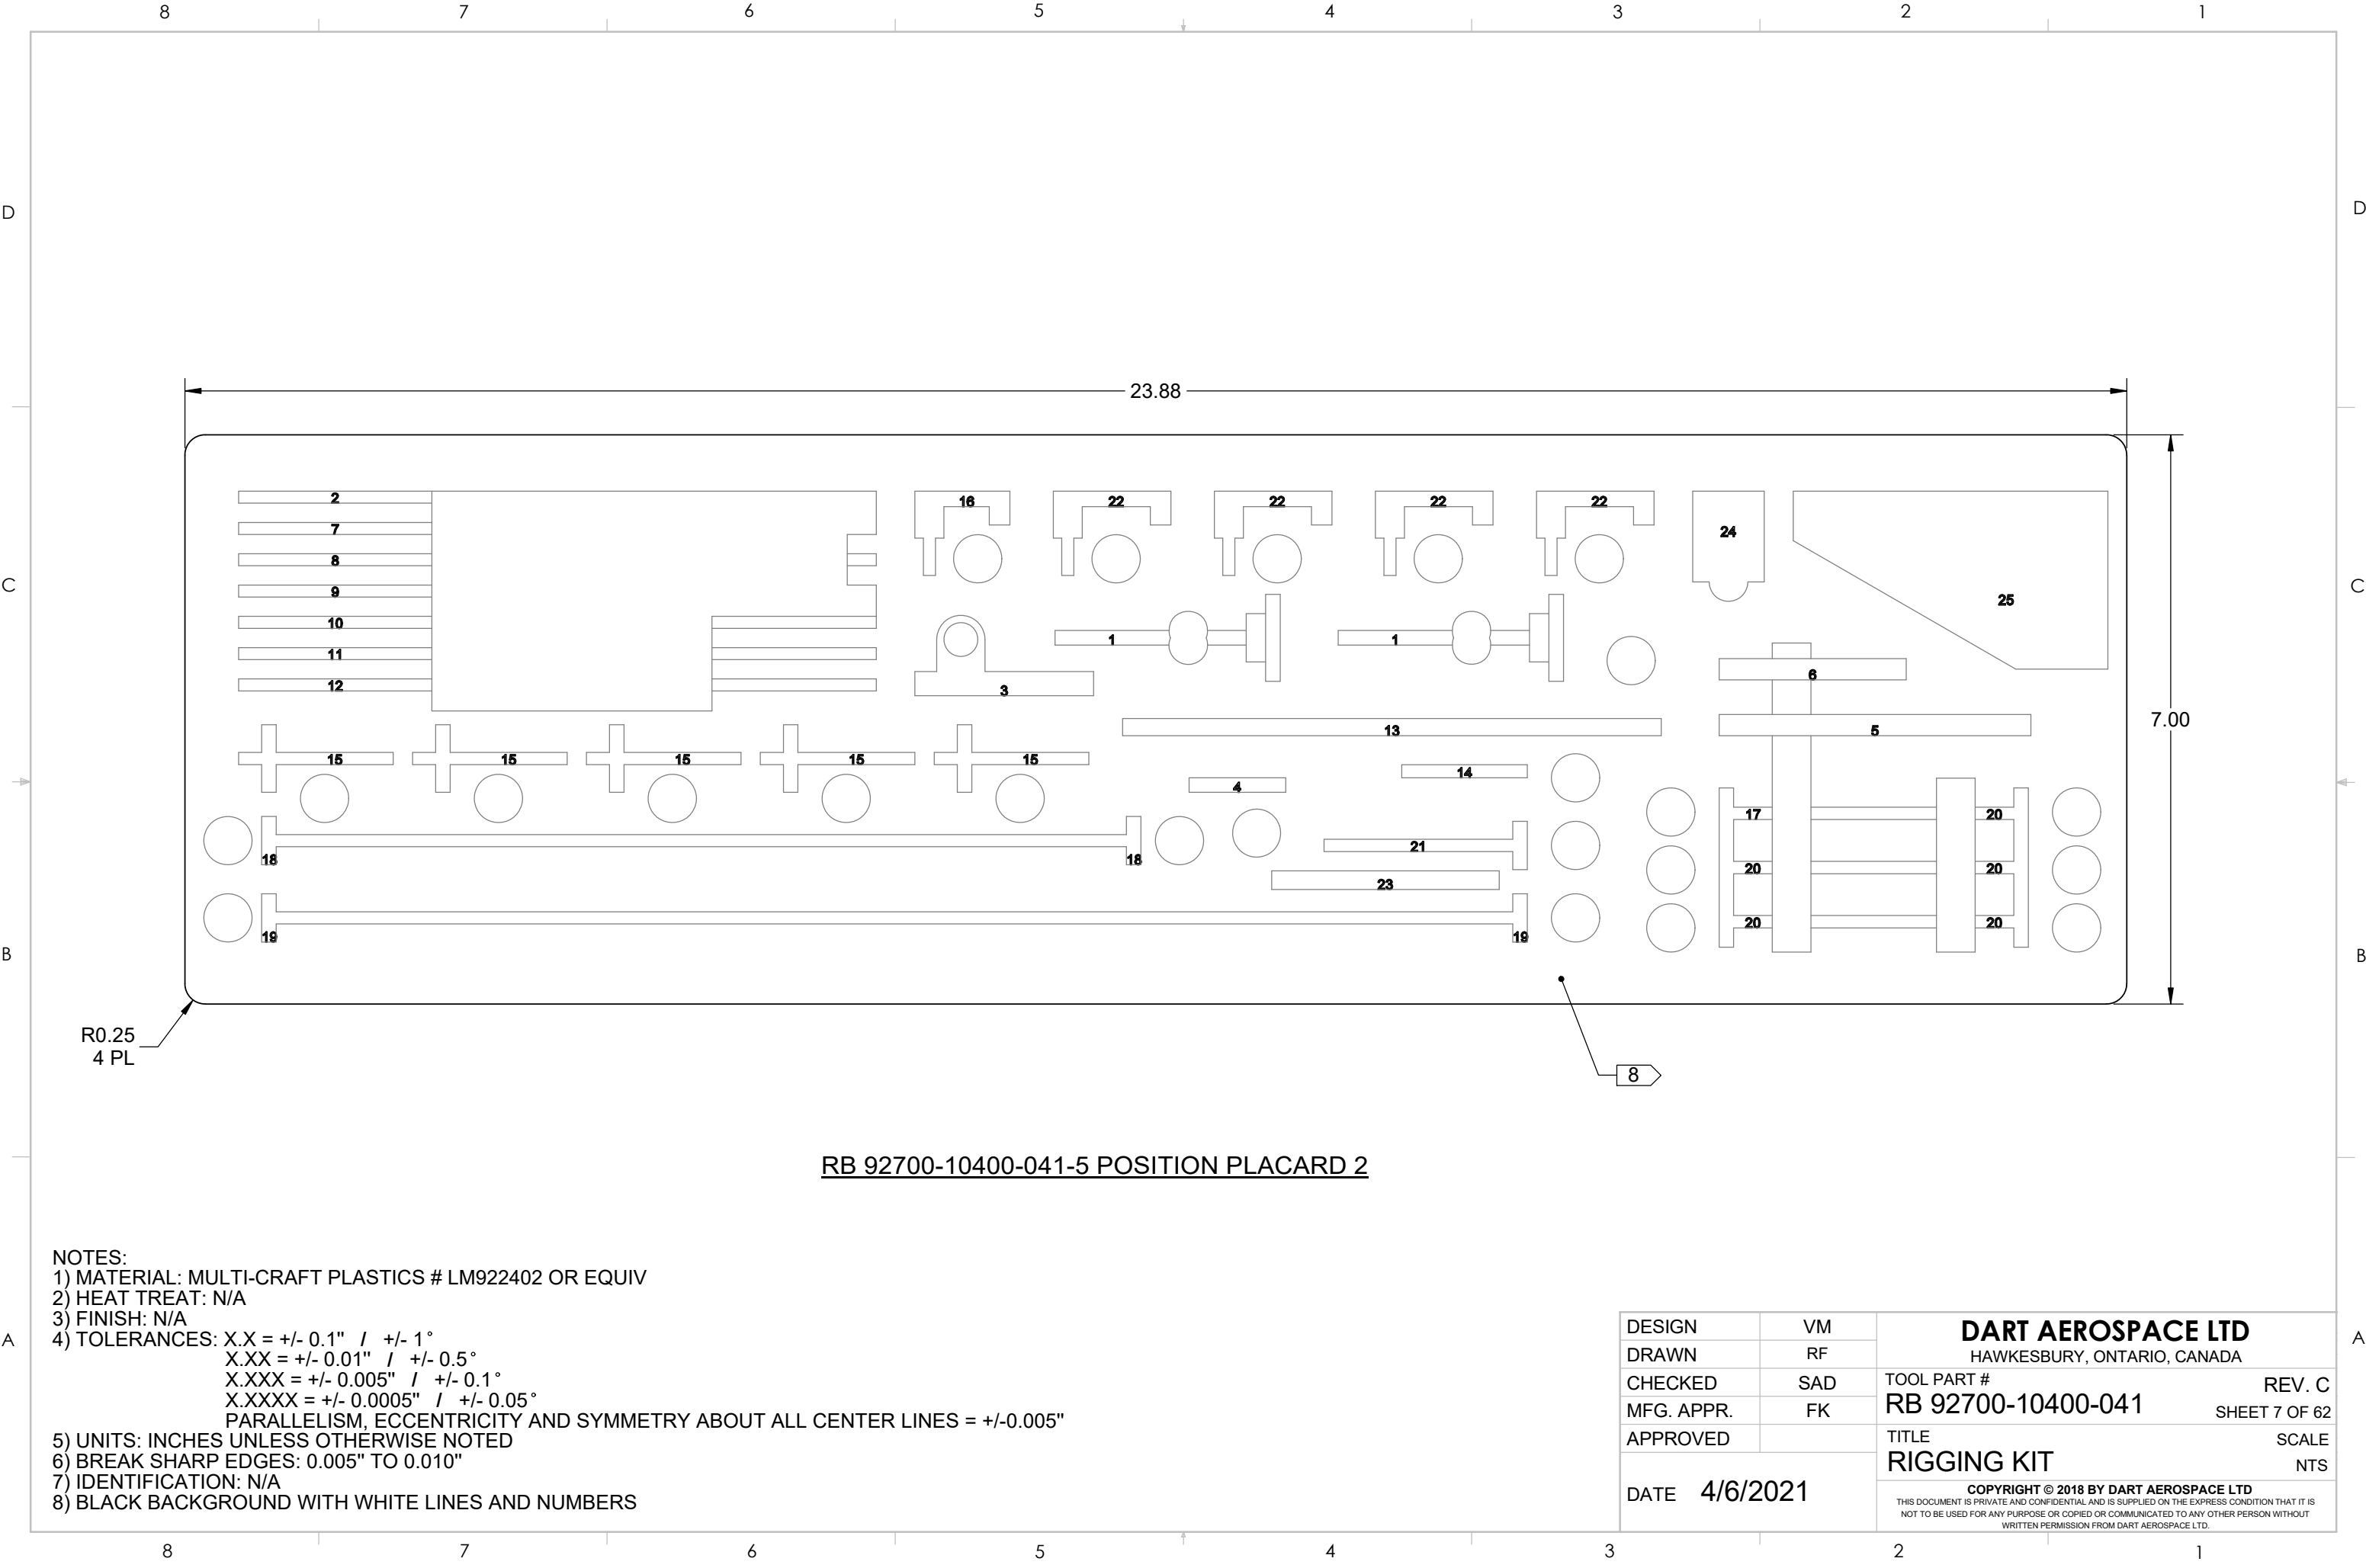 8 7 6 5 4 3 2 1
D D
23.88
2 16 22 22 22 22
7 24
8
C C
9 25
10
1 1
11
6
12 3
7.00
13 5
15 15 15 15 15
14
4
17 20
21
18 18
20 20
23
20 20
19 19
B B
R0.25
4 PL
8
RB 92700-10400-041-5 POSITION PLACARD 2
NOTES:
1) MATERIAL: MULTI-CRAFT PLASTICS # LM922402 OR EQUIV
2) HEAT TREAT: N/A
3) FINISH: N/A
4) TOLERANCES: X.X = +/- 0.1" / +/- 1°
X.XX = +/- 0.01" / +/- 0.5°
X.XXX = +/- 0.005" / +/- 0.1°
X.XXXX = +/- 0.0005" / +/- 0.05°
PARALLELISM, ECCENTRICITY AND SYMMETRY ABOUT ALL CENTER LINES = +/-0.005"
5) UNITS: INCHES UNLESS OTHERWISE NOTED
6) BREAK SHARP EDGES: 0.005" TO 0.010"
7) IDENTIFICATION: N/A
8) BLACK BACKGROUND WITH WHITE LINES AND NUMBERS
A A
DESIGN VM
DRAWN RF
CHECKED SAD
MFG. APPR. FK
APPROVED
DATE 4/6/2021
DART AEROSPACE LTD
HAWKESBURY, ONTARIO, CANADA
TOOL PART # REV. C
RB 92700-10400-041 SHEET 7 OF 62
TITLE SCALE
RIGGING KIT NTS
COPYRIGHT © 2018 BY DART AEROSPACE LTD
THIS DOCUMENT IS PRIVATE AND CONFIDENTIAL AND IS SUPPLIED ON THE EXPRESS CONDITION THAT IT IS
NOT TO BE USED FOR ANY PURPOSE OR COPIED OR COMMUNICATED TO ANY OTHER PERSON WITHOUT
WRITTEN PERMISSION FROM DART AEROSPACE LTD.
8 7 6 5 4 3 2 1